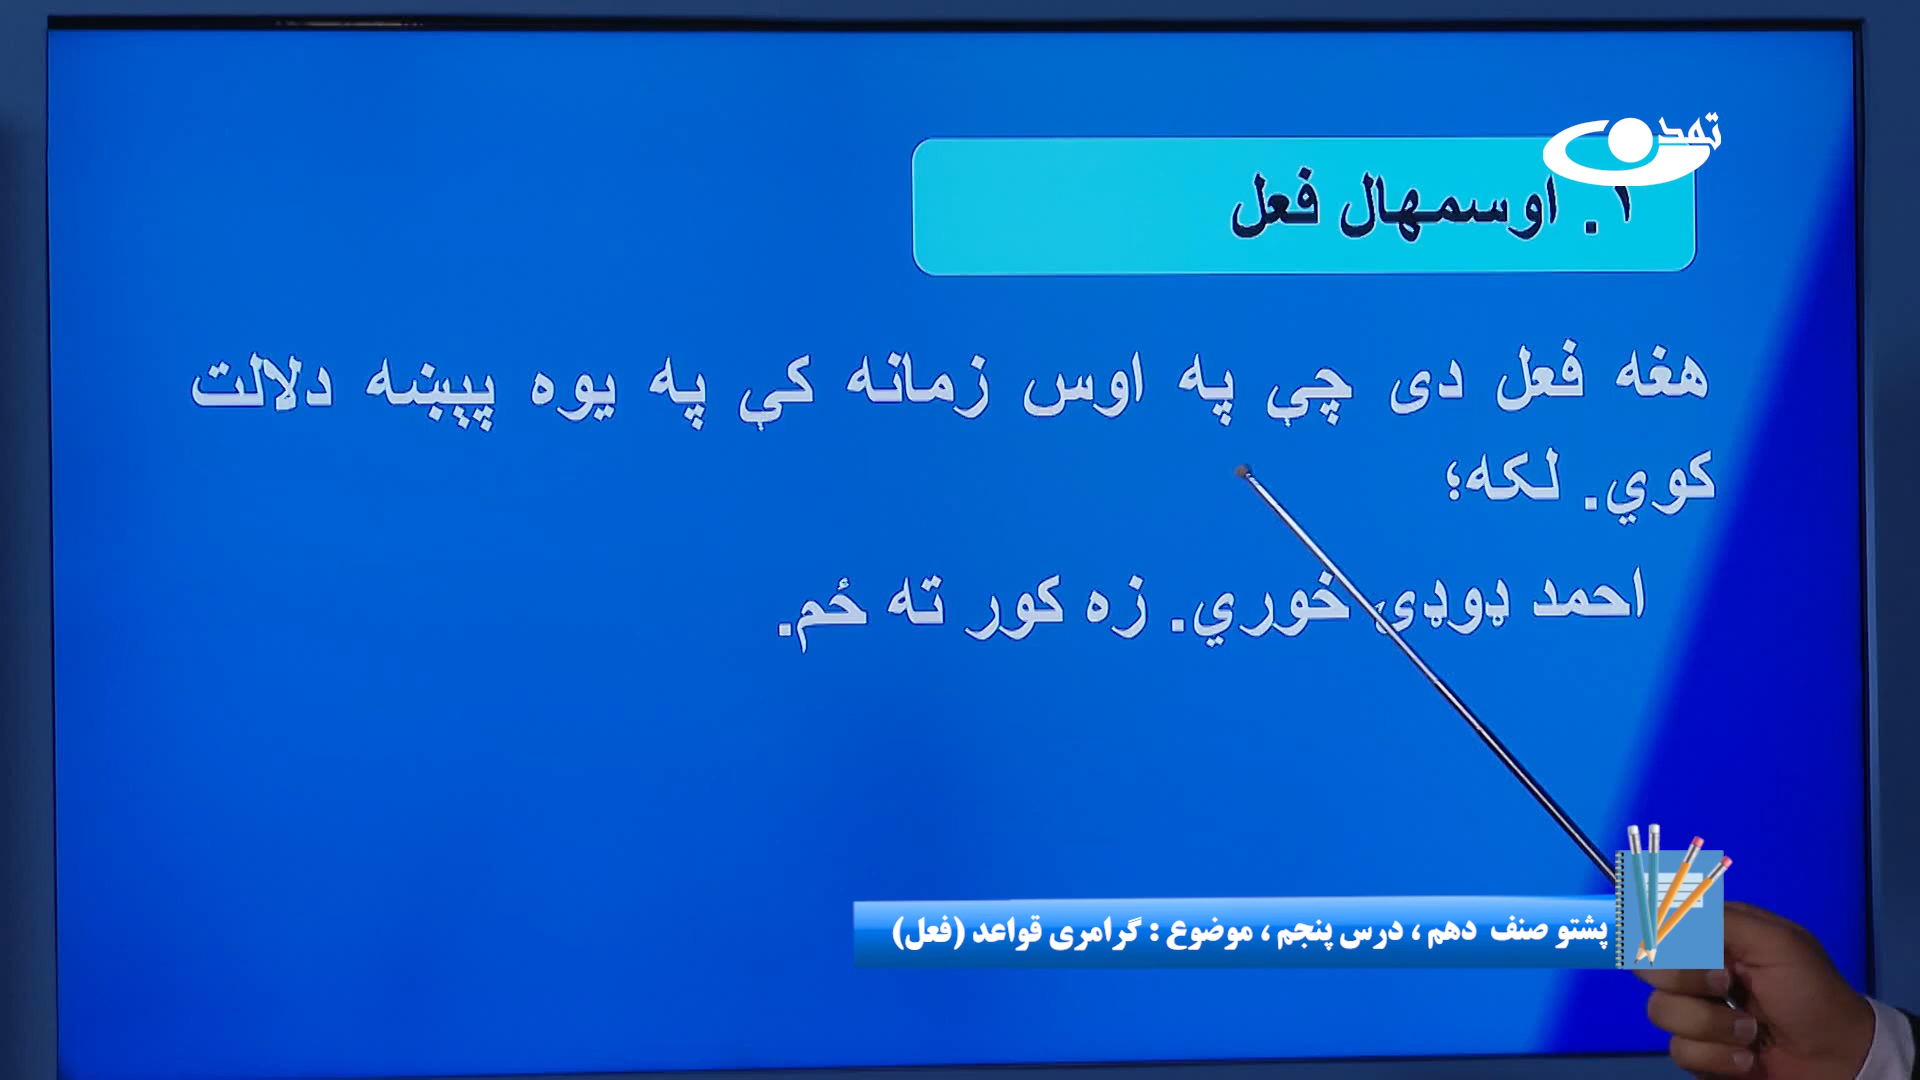 تمدن
۱. اوسمهال فعل
هغه فعل دی چې په اوس زمانه کې په یوه پېښه دلالت
کوي. لکه؛
احمد ډوډۍ خوري. زه کور ته ځم.
پشتو صنف دهم ، درس پنجم ، موضوع : گرامری قواعد (فعل)